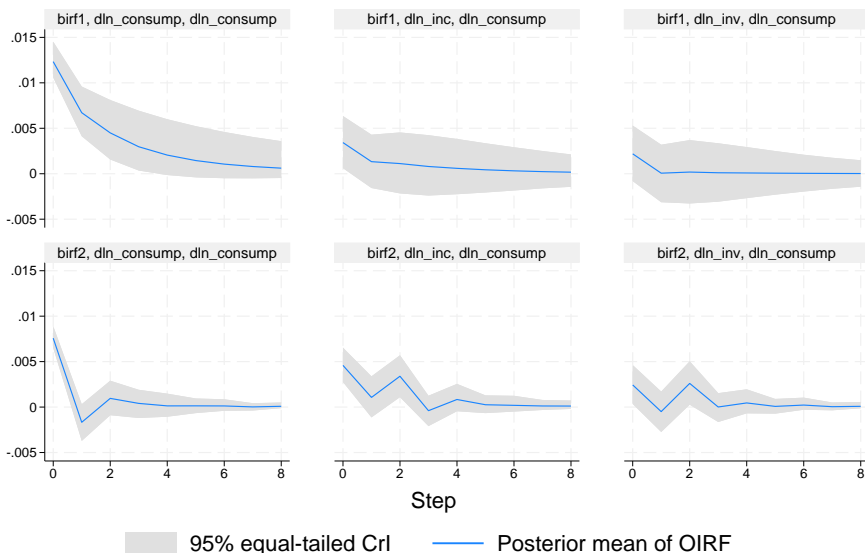 birf1, dln_consump, dln_consump
birf1, dln_inc, dln_consump
birf1, dln_inv, dln_consump
.015
.01
.005
0
-.005
birf2, dln_consump, dln_consump
birf2, dln_inc, dln_consump
birf2, dln_inv, dln_consump
.015
.01
.005
0
-.005
0 2 4 6 8
0 2 4 6 8
0 2 4 6 8
Step
95% equal-tailed CrI
Posterior mean of OIRF